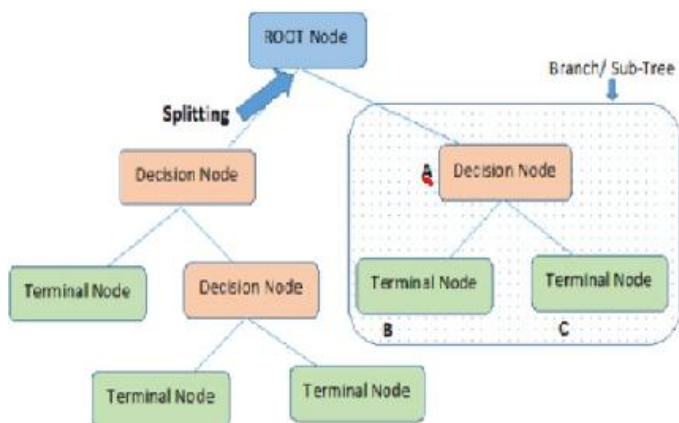 ROOT Node
Branch/ Sub-Tree
Splitting
Decision Node
A
Decision Node
Terminal Node
Decision Node
Terminal Node
Terminal Node
B
C
Terminal Node
Terminal Node